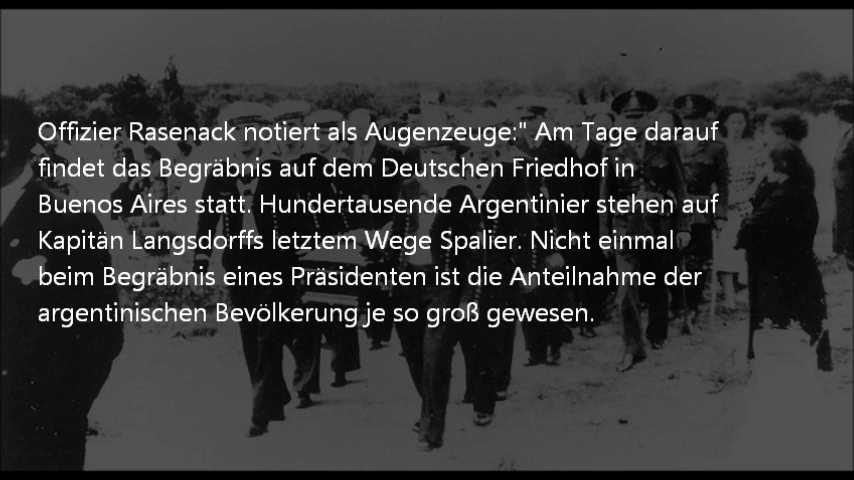 Offizier Rasenack notiert als Augenzeuge:" Am Tage darauf
findet das Begräbnis auf dem Deutschen Friedhof in
Buenos Aires statt. Hundertausende Argentinier stehen auf
Kapitän Langsdorffs letztem Wege Spalier. Nicht einmal
beim Begräbnis eines Präsidenten ist die Anteilnahme der
argentinischen Bevölkerung je so groß gewesen.